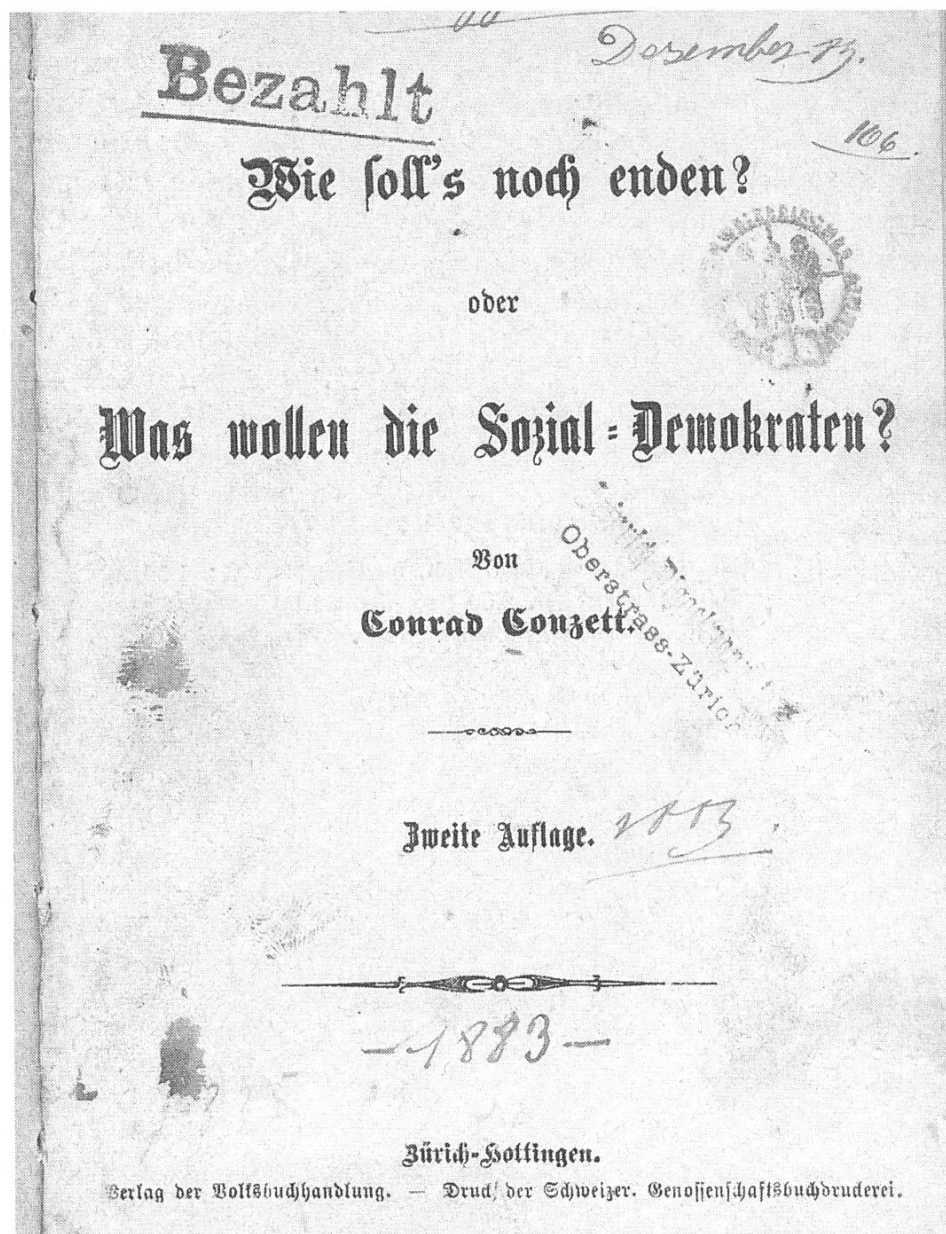 Dezember 83.
Bezahlt
106.
Wie soll's noch enden?
oder
Was wollen die Sozial-Demokraten?
Von
Conrad Conzett.
Oberstrass-Zürich
Zweite Auflage. 1883.
-1883-
Zürich-Hottingen.
Verlag der Volksbuchhandlung. — Druck der Schweizer. Genossenschaftsbuchdruckerei.